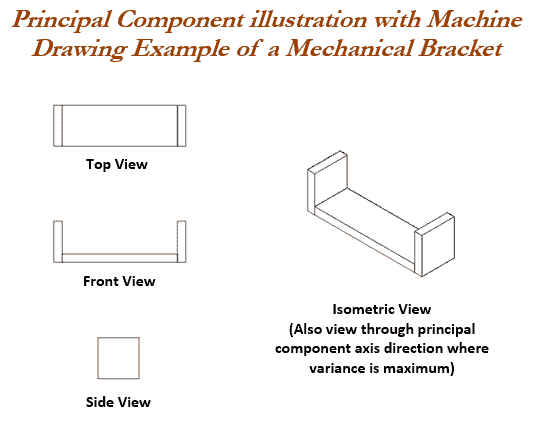 Principal Component illustration with Machine
Drawing Example of a Mechanical Bracket
Top View
Front View
Side View
Isometric View
(Also view through principal
component axis direction where
variance is maximum)